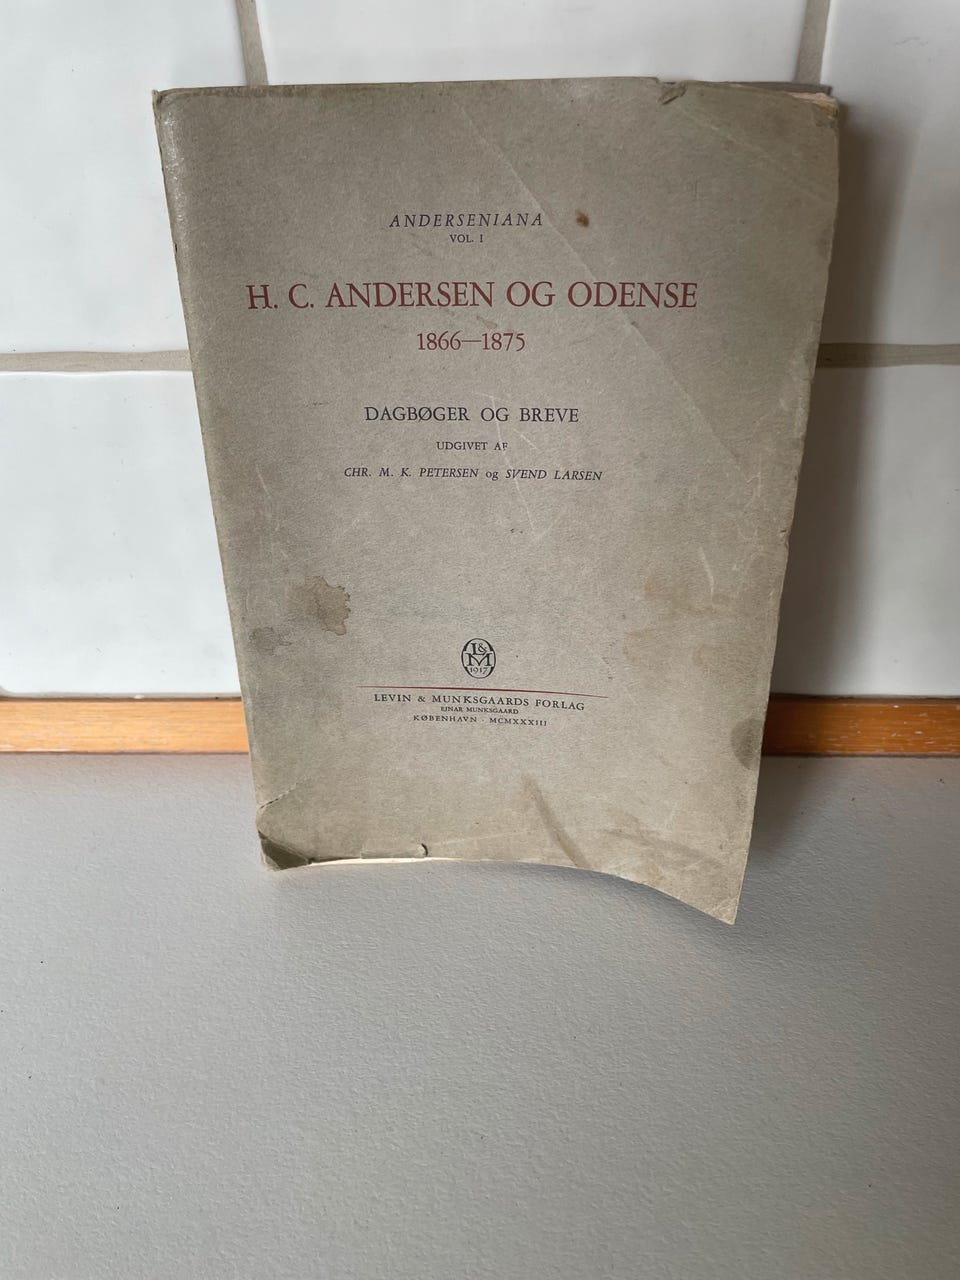 ANDERSENIANA
VOL. I
H. C. ANDERSEN OG ODENSE
1866—1875
DAGBØGER OG BREVE
UDGIVET AF
CHR. M. K. PETERSEN og SVEND LARSEN
L&
M
1917
LEVIN & MUNKSGAARDS FORLAG
EJNAR MUNKSGAARD
KØBENHAVN · MCMXXXIII